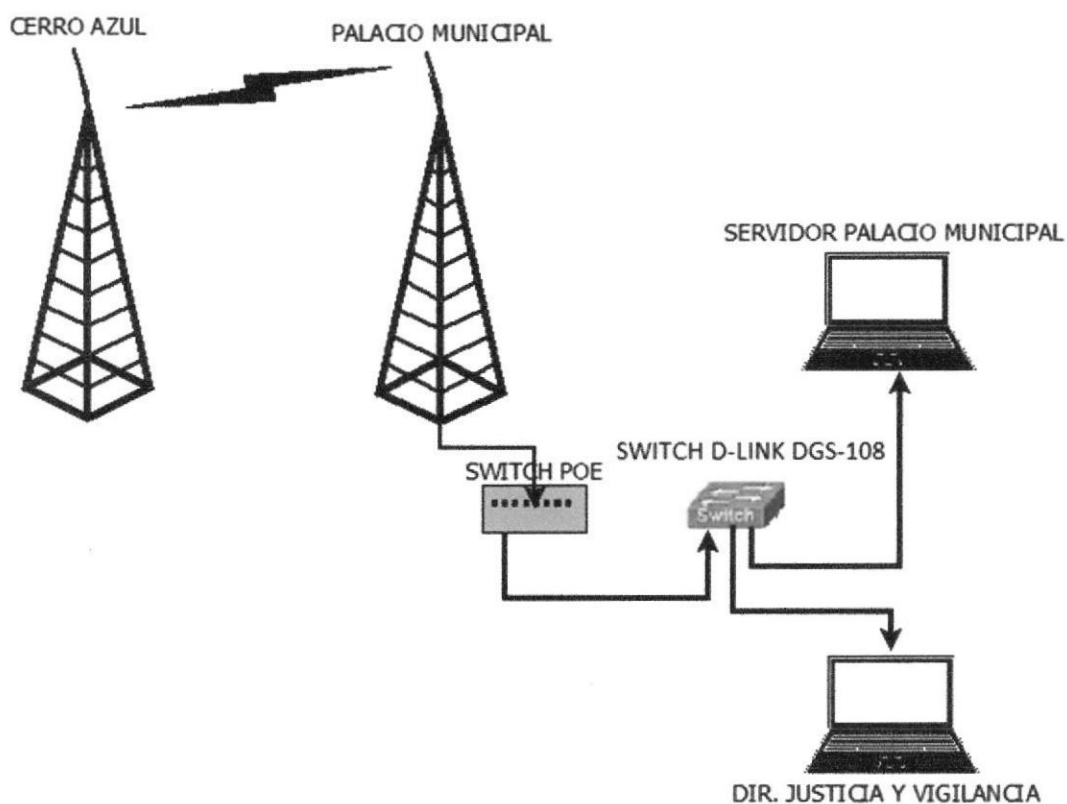 CERRO AZUL
PALACIO MUNICIPAL
SERVIDOR PALACIO MUNICIPAL
SWITCH D-LINK DGS-108
SWITCH POE
Switch
DIR. JUSTICIA Y VIGILANCIA